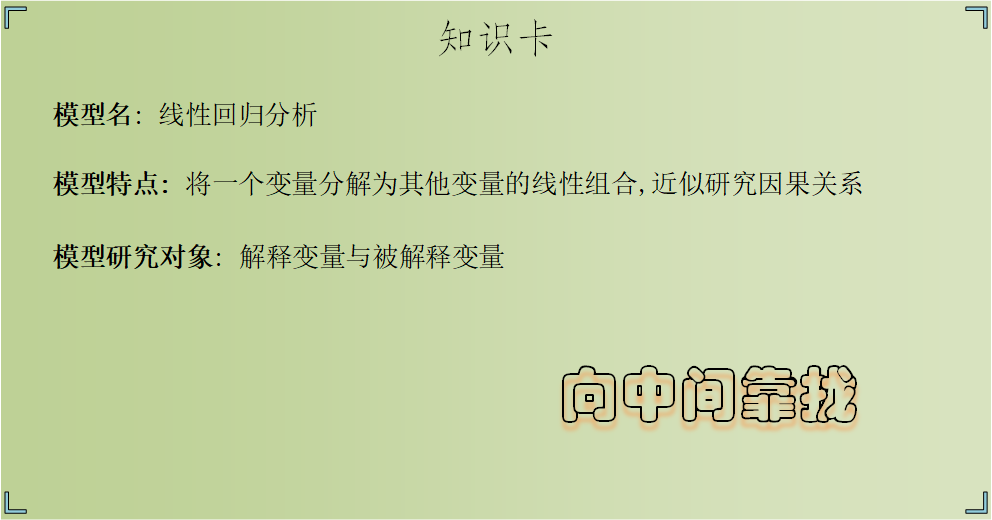 知识卡
模型名：线性回归分析
模型特点：将一个变量分解为其他变量的线性组合,近似研究因果关系
模型研究对象：解释变量与被解释变量
向中间靠拢